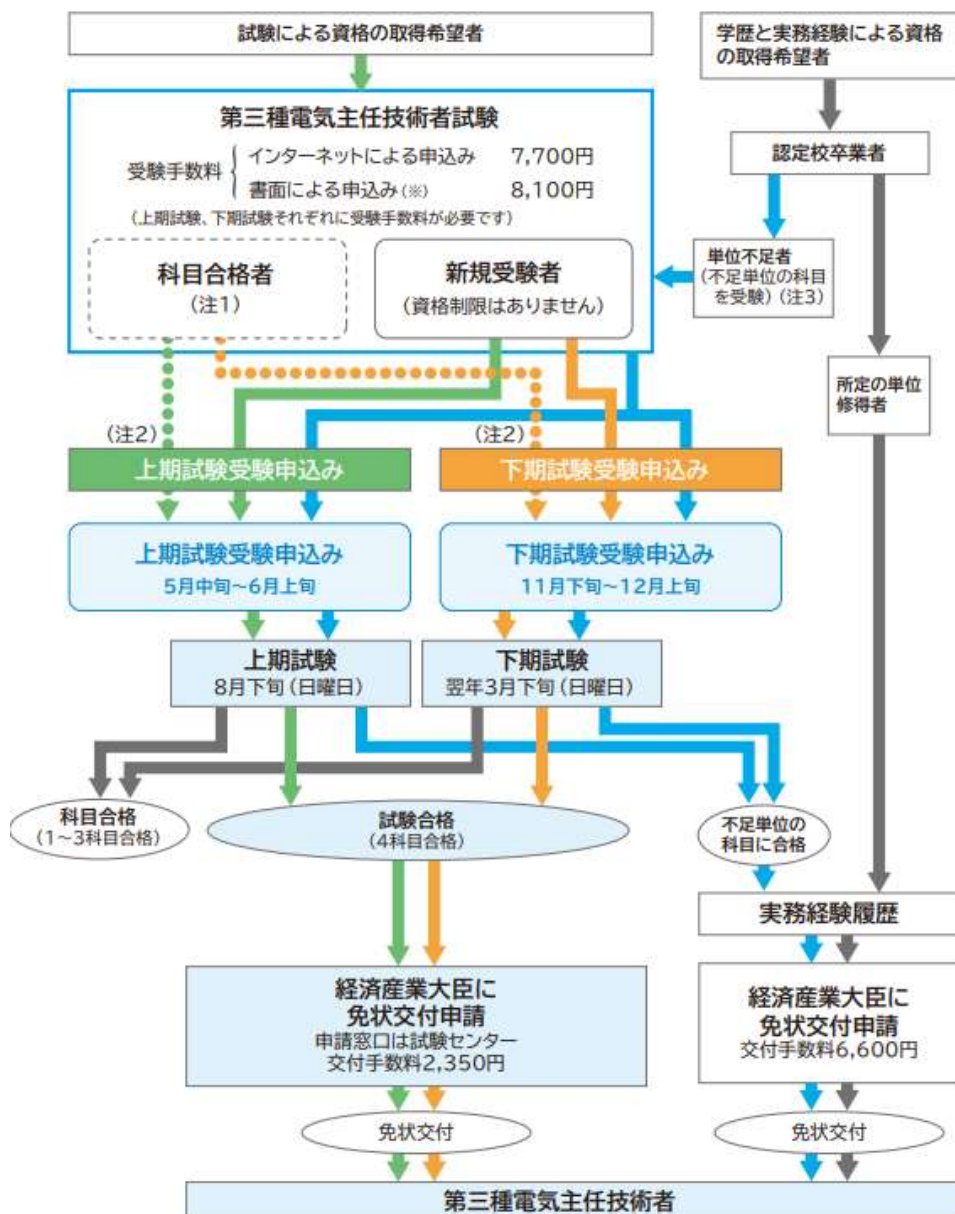 試験による資格の取得希望者
学歴と実務経験による資格
の取得希望者
第三種電気主任技術者試験
受験手数料
インターネットによる申込み 7,700円
書面による申込み(※) 8,100円
(上期試験、下期試験それぞれに受験手数料が必要です)
科目合格者
(注1)
新規受験者
(資格制限はありません)
認定校卒業者
単位不足者
(不足単位の科目
を受験)(注3)
所定の単位
修得者
(注2)
(注2)
上期試験受験申込み
下期試験受験申込み
上期試験受験申込み
5月中旬～6月上旬
下期試験受験申込み
11月下旬～12月上旬
上期試験
8月下旬(日曜日)
下期試験
翌年3月下旬(日曜日)
科目合格
(1～3科目合格)
試験合格
(4科目合格)
不足単位の
科目に合格
実務経験履歴
経済産業大臣に
免状交付申請
申請窓口は試験センター
交付手数料2,350円
経済産業大臣に
免状交付申請
交付手数料6,600円
免状交付
免状交付
第三種電気主任技術者